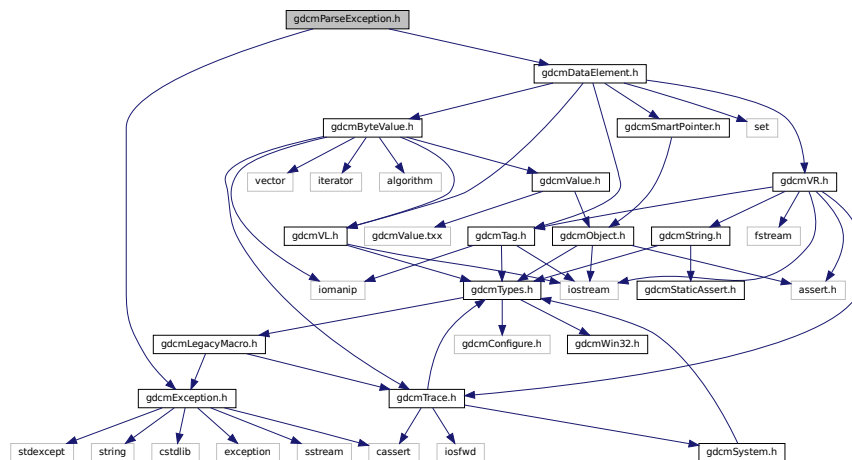 gdcmParseException.h
gdcmDataElement.h
gdcmByteValue.h
gdcmSmartPointer.h
set
vector
iterator
algorithm
gdcmValue.h
gdcmVR.h
gdcmVL.h
gdcmValue.txx
gdcmTag.h
gdcmObject.h
gdcmString.h
fstream
iomanip
gdcmTypes.h
iostream
gdcmStaticAssert.h
assert.h
gdcmLegacyMacro.h
gdcmConfigure.h
gdcmWin32.h
gdcmException.h
gdcmTrace.h
stdexcept
string
cstdlib
exception
sstream
cassert
iosfwd
gdcmSystem.h